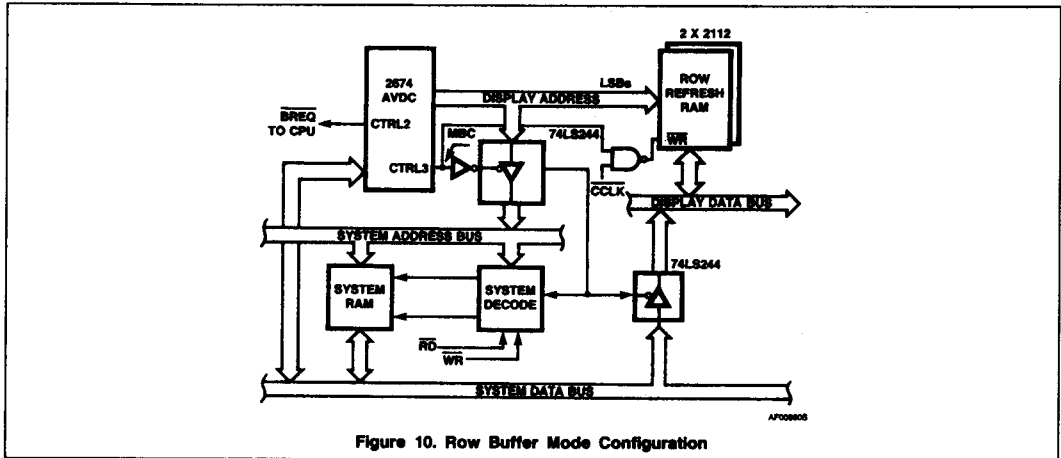 2 X 2112
2674
AVDC
LSBs
ROW
REFRESH
RAM
DISPLAY ADDRESS
BREQ
TO CPU
CTRL2
MBC
74LS244
WR
CTRL3
CCLK
DISPLAY DATA BUS
SYSTEM ADDRESS BUS
74LS244
SYSTEM
RAM
SYSTEM
DECODE
RD
WR
SYSTEM DATA BUS
Figure 10. Row Buffer Mode Configuration